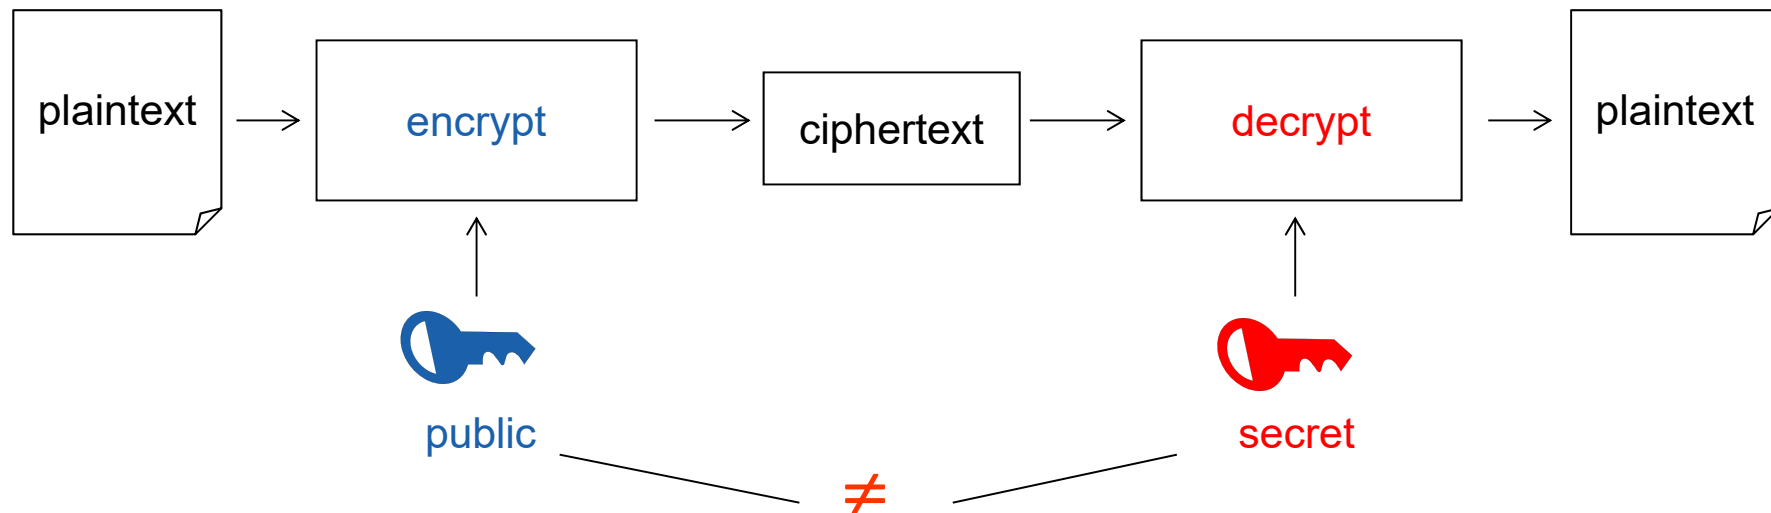 plaintext
encrypt
ciphertext
decrypt
plaintext
public
secret
≠